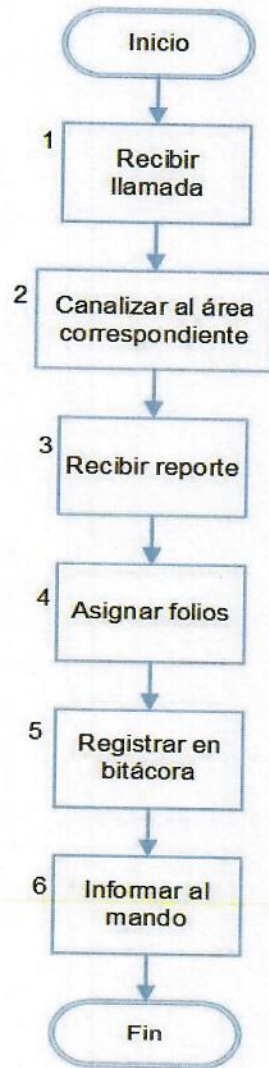 Inicio
1
Recibir
llamada
2
Canalizar al área
correspondiente
3
Recibir reporte
4
Asignar folios
5
Registrar en
bitácora
6
Informar al
mando
Fin